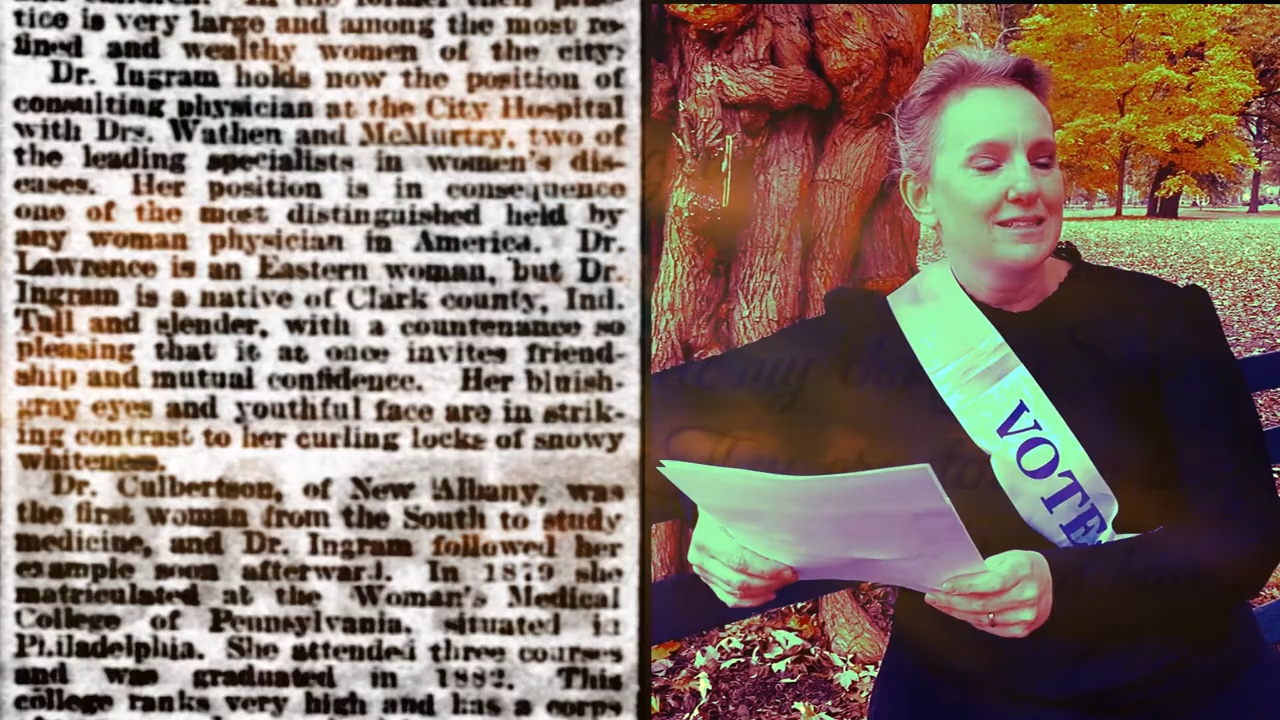 tice is very large and among the most re-
fined and wealthy women of the city.
Dr. Ingram holds now the position of
consulting physician at the City Hospital
with Drs. Wathen and McMurtry, two of
the leading specialists in women's dis-
eases. Her position is in consequence
one of the most distinguished held by
any woman physician in America. Dr.
Lawrence is an Eastern woman, but Dr.
Ingram is a native of Clark county, Ind.
Tall and slender, with a countenance so
pleasing that it at once invites friend-
ship and mutual confidence. Her bluish-
gray eyes and youthful face are in strik-
ing contrast to her curling locks of snowy
whiteness.
Dr. Culbertson, of New Albany, was
the first woman from the South to study
medicine, and Dr. Ingram followed her
example soon afterward. In 1879 she
matriculated at the Woman's Medical
College of Pennsylvania, situated in
Philadelphia. She attended three courses
and was graduated in 1882. This
college ranks very high and has a corps
VOTE